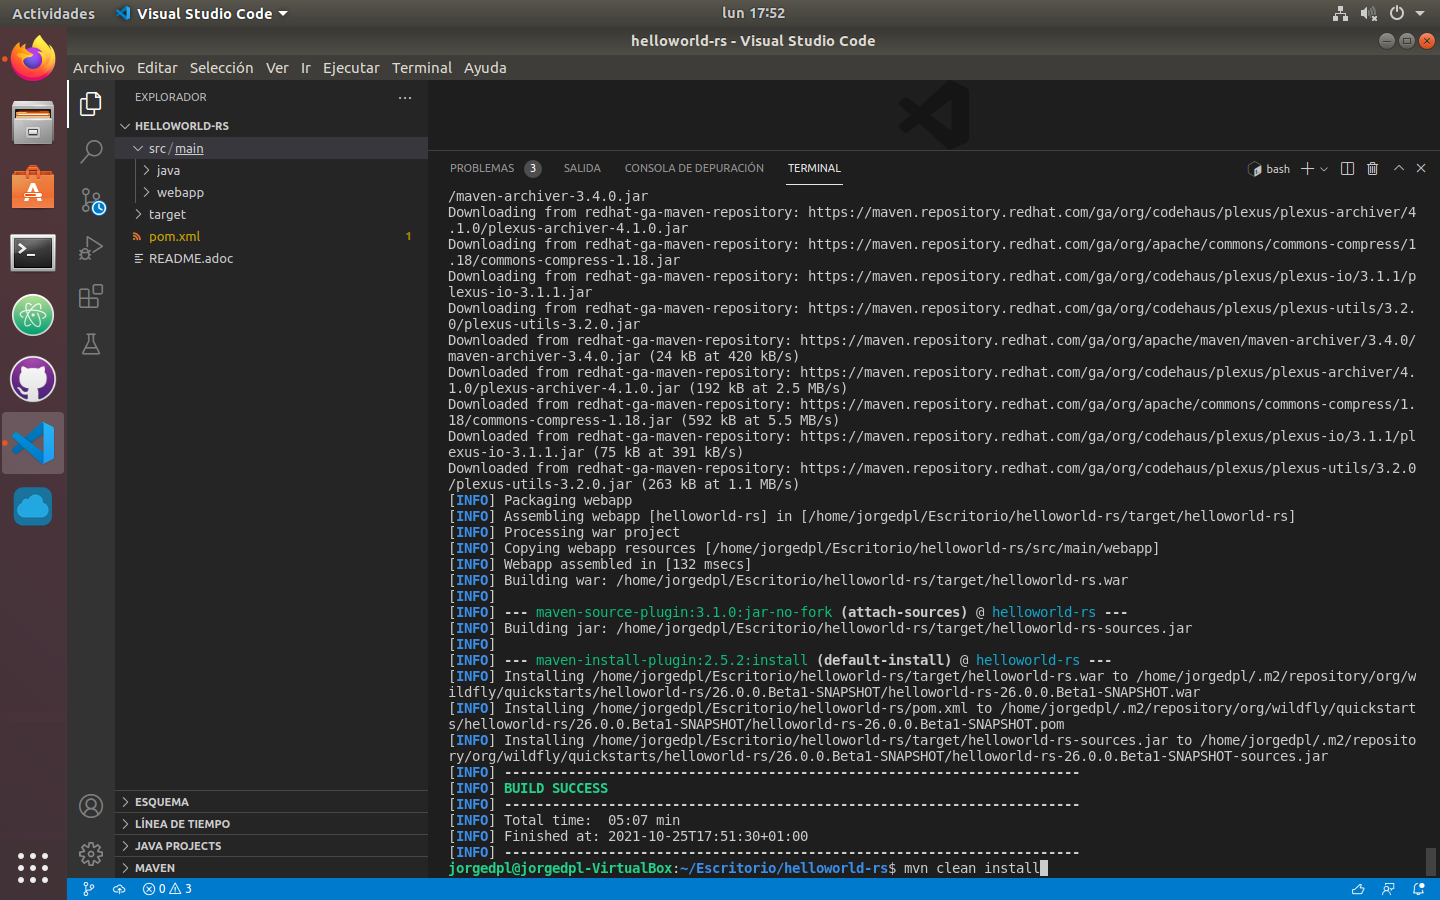 Actividades
Visual Studio Code
lun 17:52
helloworld-rs - Visual Studio Code
Archivo Editar Selección Ver Ir Ejecutar Terminal Ayuda
EXPLORADOR
HELLOWORLD-RS
src / main
java
webapp
target
pom.xml 1
README.adoc
ESQUEMA
LÍNEA DE TIEMPO
JAVA PROJECTS
MAVEN
PROBLEMAS 3 SALIDA CONSOLA DE DEPURACIÓN TERMINAL
bash
/maven-archiver-3.4.0.jar
Downloading from redhat-ga-maven-repository: https://maven.repository.redhat.com/ga/org/codehaus/plexus/plexus-archiver/4
.1.0/plexus-archiver-4.1.0.jar
Downloading from redhat-ga-maven-repository: https://maven.repository.redhat.com/ga/org/apache/commons/commons-compress/1
.18/commons-compress-1.18.jar
Downloading from redhat-ga-maven-repository: https://maven.repository.redhat.com/ga/org/codehaus/plexus/plexus-io/3.1.1/p
lexus-io-3.1.1.jar
Downloading from redhat-ga-maven-repository: https://maven.repository.redhat.com/ga/org/codehaus/plexus/plexus-utils/3.2.
0/plexus-utils-3.2.0.jar
Downloaded from redhat-ga-maven-repository: https://maven.repository.redhat.com/ga/org/apache/maven/maven-archiver/3.4.0/
maven-archiver-3.4.0.jar (24 kB at 420 kB/s)
Downloaded from redhat-ga-maven-repository: https://maven.repository.redhat.com/ga/org/codehaus/plexus/plexus-archiver/4.
1.0/plexus-archiver-4.1.0.jar (192 kB at 2.5 MB/s)
Downloaded from redhat-ga-maven-repository: https://maven.repository.redhat.com/ga/org/apache/commons/commons-compress/1.
18/commons-compress-1.18.jar (592 kB at 5.5 MB/s)
Downloaded from redhat-ga-maven-repository: https://maven.repository.redhat.com/ga/org/codehaus/plexus/plexus-io/3.1.1/pl
exus-io-3.1.1.jar (75 kB at 391 kB/s)
Downloaded from redhat-ga-maven-repository: https://maven.repository.redhat.com/ga/org/codehaus/plexus/plexus-utils/3.2.0
/plexus-utils-3.2.0.jar (263 kB at 1.1 MB/s)
[INFO] Packaging webapp
[INFO] Assembling webapp [helloworld-rs] in [/home/jorgedpl/Escritorio/helloworld-rs/target/helloworld-rs]
[INFO] Processing war project
[INFO] Copying webapp resources [/home/jorgedpl/Escritorio/helloworld-rs/src/main/webapp]
[INFO] Webapp assembled in [132 msecs]
[INFO] Building war: /home/jorgedpl/Escritorio/helloworld-rs/target/helloworld-rs.war
[INFO]
[INFO] --- maven-source-plugin:3.1.0:jar-no-fork (attach-sources) @ helloworld-rs ---
[INFO] Building jar: /home/jorgedpl/Escritorio/helloworld-rs/target/helloworld-rs-sources.jar
[INFO]
[INFO] --- maven-install-plugin:2.5.2:install (default-install) @ helloworld-rs ---
[INFO] Installing /home/jorgedpl/Escritorio/helloworld-rs/target/helloworld-rs.war to /home/jorgedpl/.m2/repository/org/w
ildfly/quickstarts/helloworld-rs/26.0.0.Beta1-SNAPSHOT/helloworld-rs-26.0.0.Beta1-SNAPSHOT.war
[INFO] Installing /home/jorgedpl/Escritorio/helloworld-rs/pom.xml to /home/jorgedpl/.m2/repository/org/wildfly/quickstart
s/helloworld-rs/26.0.0.Beta1-SNAPSHOT/helloworld-rs-26.0.0.Beta1-SNAPSHOT.pom
[INFO] Installing /home/jorgedpl/Escritorio/helloworld-rs/target/helloworld-rs-sources.jar to /home/jorgedpl/.m2/reposito
ry/org/wildfly/quickstarts/helloworld-rs/26.0.0.Beta1-SNAPSHOT/helloworld-rs-26.0.0.Beta1-SNAPSHOT-sources.jar
[INFO] ------------------------------------------------------------------------
[INFO] BUILD SUCCESS
[INFO] ------------------------------------------------------------------------
[INFO] Total time:  05:07 min
[INFO] Finished at: 2021-10-25T17:51:30+01:00
[INFO] ------------------------------------------------------------------------
jorgedpl@jorgedpl-VirtualBox:~/Escritorio/helloworld-rs$ mvn clean install
0 3